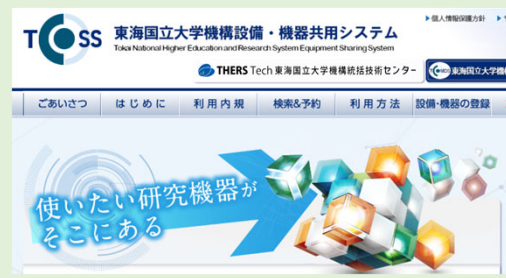 個人情報保護方針
TCOSS 東海国立大学機構設備・機器共用システム
Tokai National Higher Education and Research System Equipment Sharing System
THERS Tech 東海国立大学機構統括技術センター
東海国立大学機
ごあいさつ はじめに 利用内規 検索&予約 利用方法 設備・機器の登録
使いたい研究機器が
そこにある